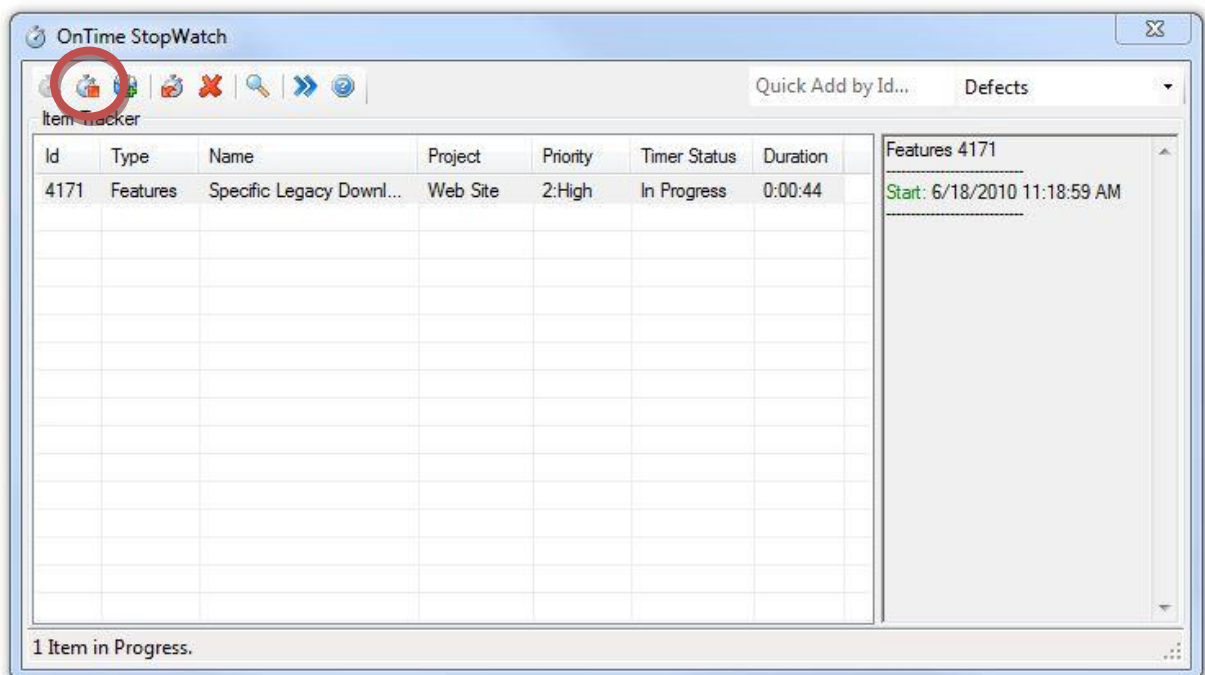 OnTime StopWatch
Quick Add by Id... Defects
Item Tracker
Id Type Name Project Priority Timer Status Duration
4171 Features Specific Legacy Downl... Web Site 2:High In Progress 0:00:44
Features 4171
---------------------------
Start: 6/18/2010 11:18:59 AM
---------------------------
1 Item in Progress.